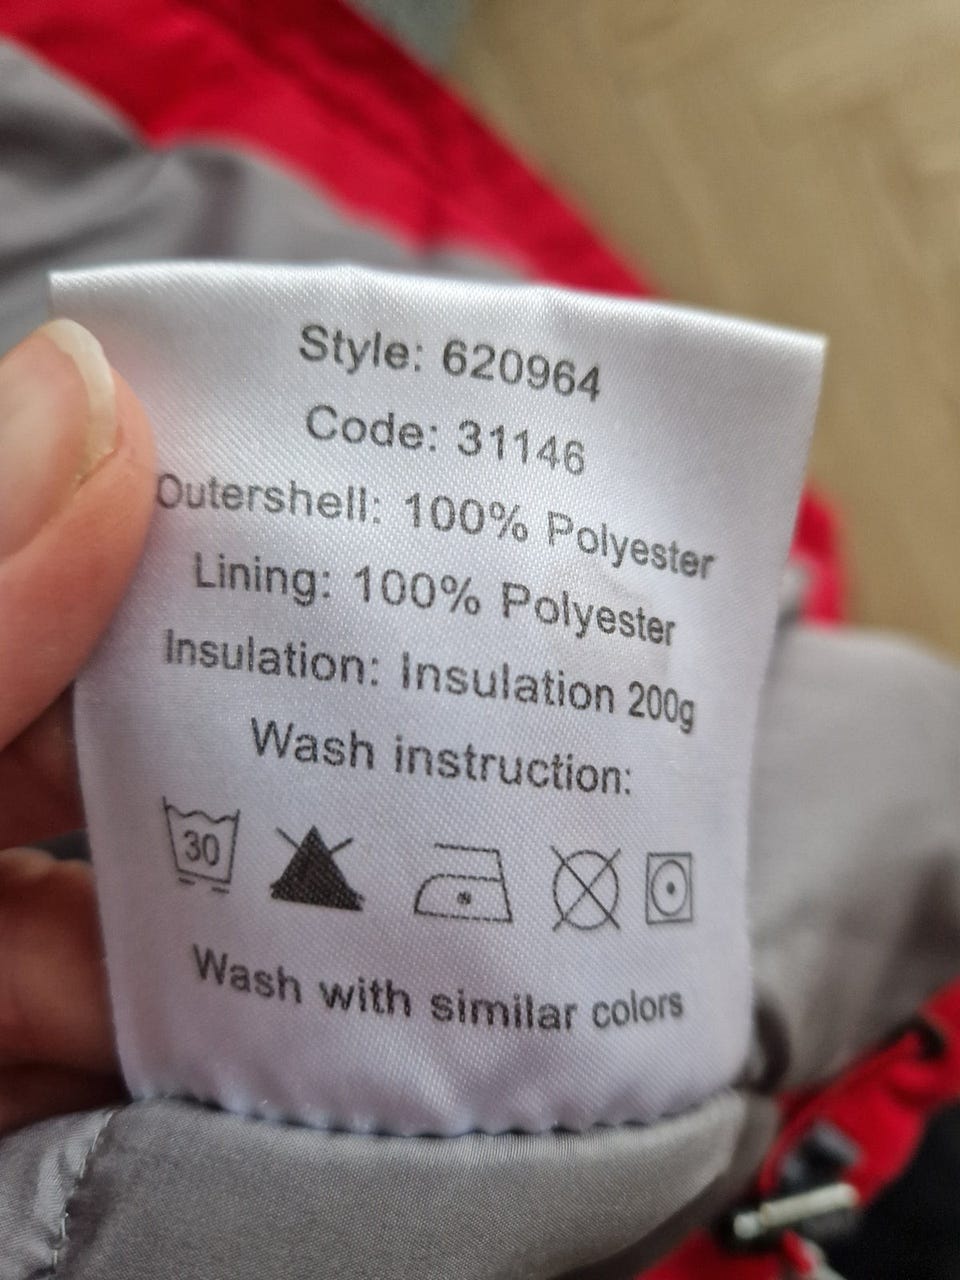 Style: 620964
Code: 31146
Outershell: 100% Polyester
Lining: 100% Polyester
Insulation: Insulation 200g
Wash instruction:
30
Wash with similar colors